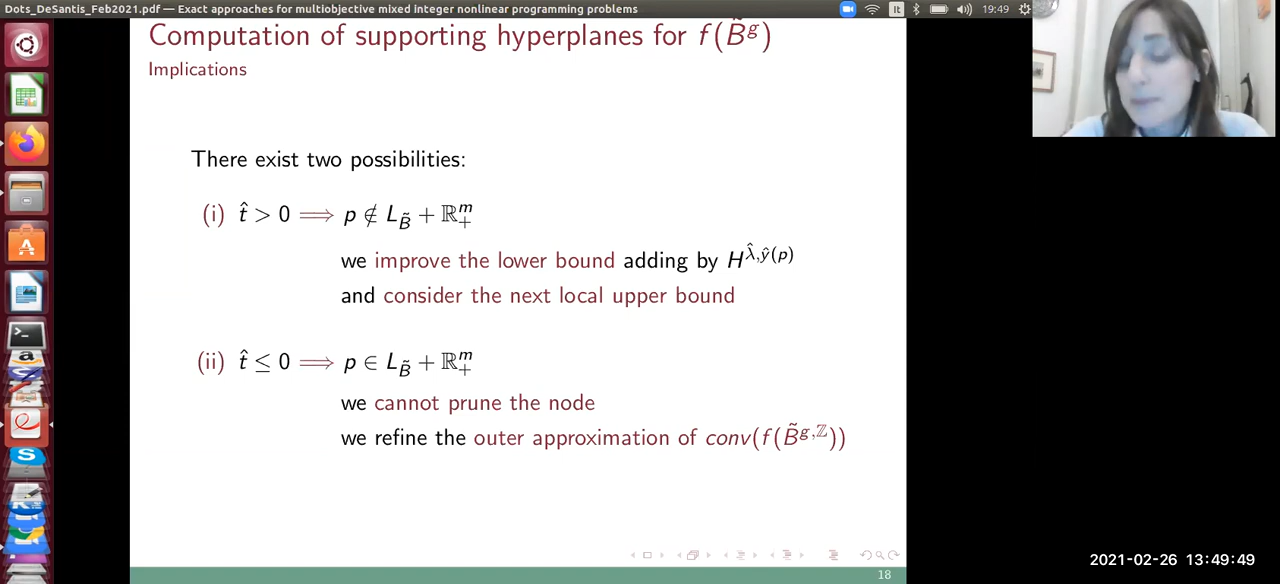 Dots_DeSantis_Feb2021.pdf — Exact approaches for multiobjective mixed integer nonlinear programming problems
It
19:49
Computation of supporting hyperplanes for f(B̃ᵍ)
Implications
There exist two possibilities:
(i) t̂ > 0 ⟹ p ∉ L_B̃ + ℝ₊ᵐ
we improve the lower bound adding by H^{λ̂,ŷ(p)}
and consider the next local upper bound
(ii) t̂ ≤ 0 ⟹ p ∈ L_B̃ + ℝ₊ᵐ
we cannot prune the node
we refine the outer approximation of conv(f(B̃^{g,ℤ}))
18
2021-02-26 13:49:49